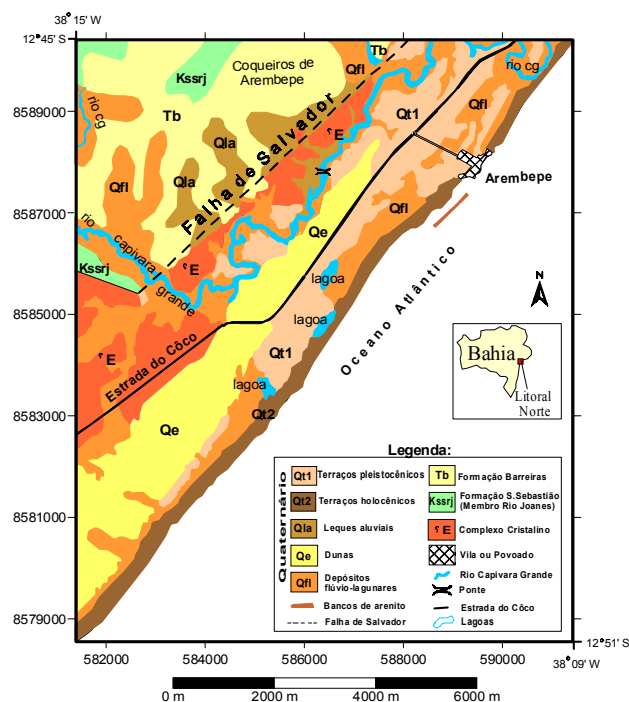 38° 15' W
12° 45' S
8589000
8587000
8585000
8583000
8581000
8579000
582000
584000
586000
588000
590000
12° 51' S
38° 09' W
0 m
2000 m
4000 m
6000 m
Kssrj
Coqueiros de
Arembepe
Tb
Qfl
rio cg
rio cg
Tb
Qla
Qla
Qfl
Falha de Salvador
E
Qt1
Qfl
Arembepe
Qfl
Qe
rio
capivara
grande
Kssrj
E
lagoa
lagoa
Oceano Atlântico
N
E
Estrada do Côco
Qt1
lagoa
Qt2
Qe
Bahia
Litoral
Norte
Legenda:
Quaternário
Qt1 Terraços pleistocênicos
Qt2 Terraços holocênicos
Qla Leques aluviais
Qe Dunas
Qfl Depósitos
flúvio-lagunares
Bancos de arenito
Falha de Salvador
Tb Formação Barreiras
Kssrj Formação S.Sebastião
(Membro Rio Joanes)
E Complexo Cristalino
Vila ou Povoado
Rio Capivara Grande
Ponte
Estrada do Côco
Lagoas